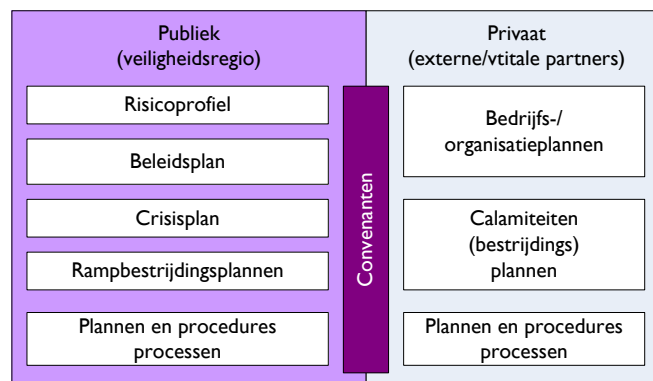 Publiek
(veiligheidsregio)
Risicoprofiel
Beleidsplan
Crisisplan
Rampbestrijdingsplannen
Plannen en procedures
processen
Convenanten
Privaat
(externe/vtitale partners)
Bedrijfs-/
organisatieplannen
Calamiteiten
(bestrijdings)
plannen
Plannen en procedures
processen